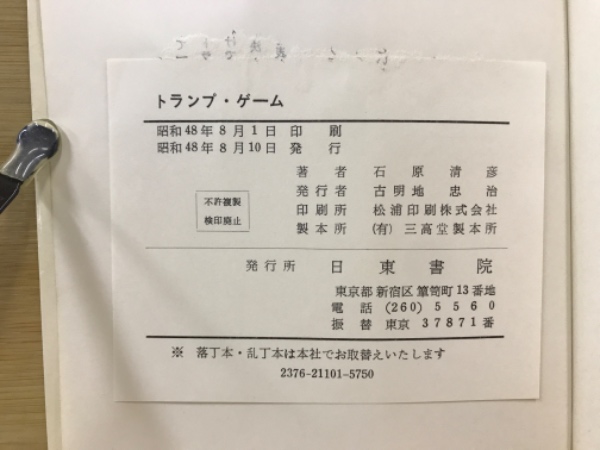 トランプ・ゲーム
昭和48年8月1日 印刷
昭和48年8月10日 発行
著者 石原清彦
発行者 古明地忠治
印刷所 松浦印刷株式会社
製本所 (有)三高堂製本所
不許複製
検印廃止
発行所 日東書院
東京都新宿区簞笥町13番地
電話 (260) 5560
振替 東京 37871番
※ 落丁本・乱丁本は本社でお取替えいたします
2376-21101-5750